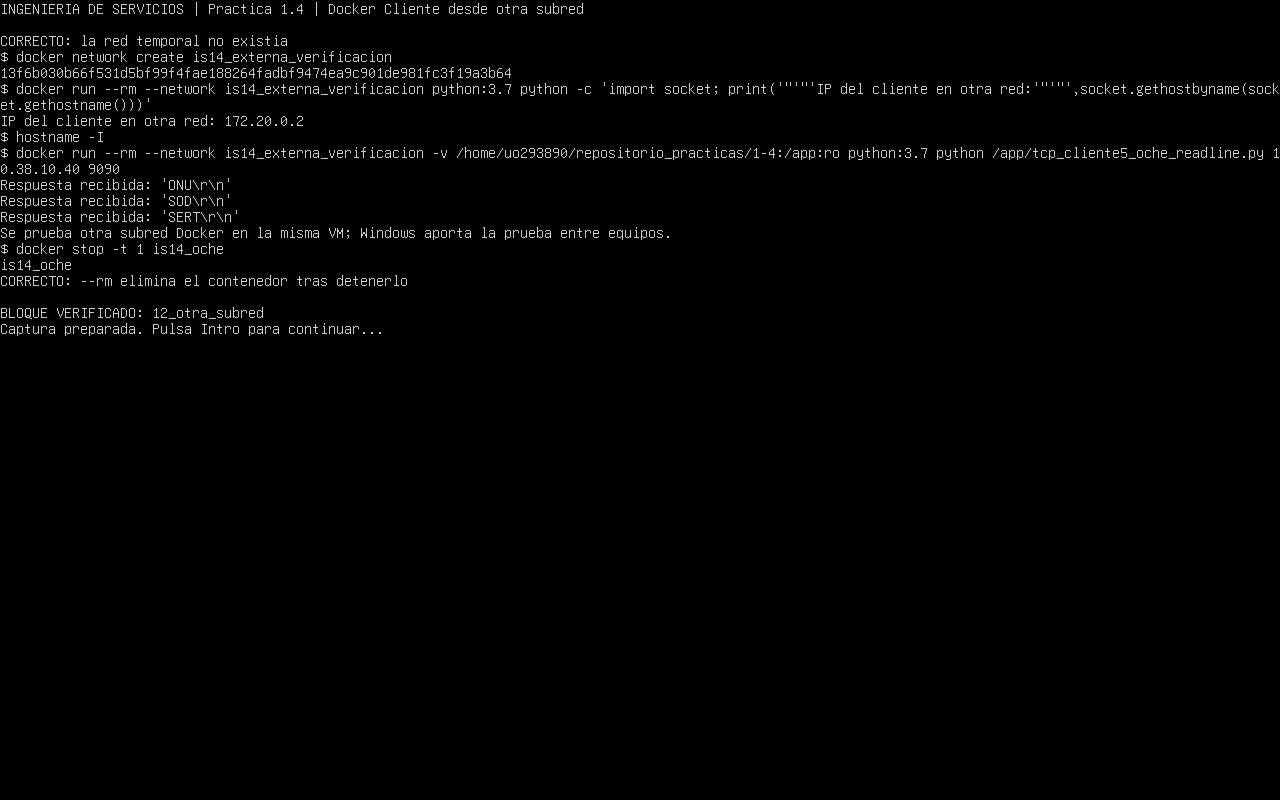 INGENIERIA DE SERVICIOS | Practica 1.4 | Docker Cliente desde otra subred
CORRECTO: la red temporal no existia
$ docker network create is14_externa_verificacion
13f6b030b66f531d5bf99f4fae188264fadbf9474ea9c901de981fc3f19a3b64
$ docker run --rm --network is14_externa_verificacion python:3.7 python -c 'import socket; print('"'"'IP del cliente en otra red:'"'"',socket.gethostbyname(sock
et.gethostname()))'
IP del cliente en otra red: 172.20.0.2
$ hostname -I
$ docker run --rm --network is14_externa_verificacion -v /home/uo293890/repositorio_practicas/1-4:/app:ro python:3.7 python /app/tcp_cliente5_oche_readline.py 1
0.38.10.40 9090
Respuesta recibida: 'ONU\r\n'
Respuesta recibida: 'SOD\r\n'
Respuesta recibida: 'SERT\r\n'
Se prueba otra subred Docker en la misma VM; Windows aporta la prueba entre equipos.
$ docker stop -t 1 is14_oche
is14_oche
CORRECTO: --rm elimina el contenedor tras detenerlo
BLOQUE VERIFICADO: 12_otra_subred
Captura preparada. Pulsa Intro para continuar...